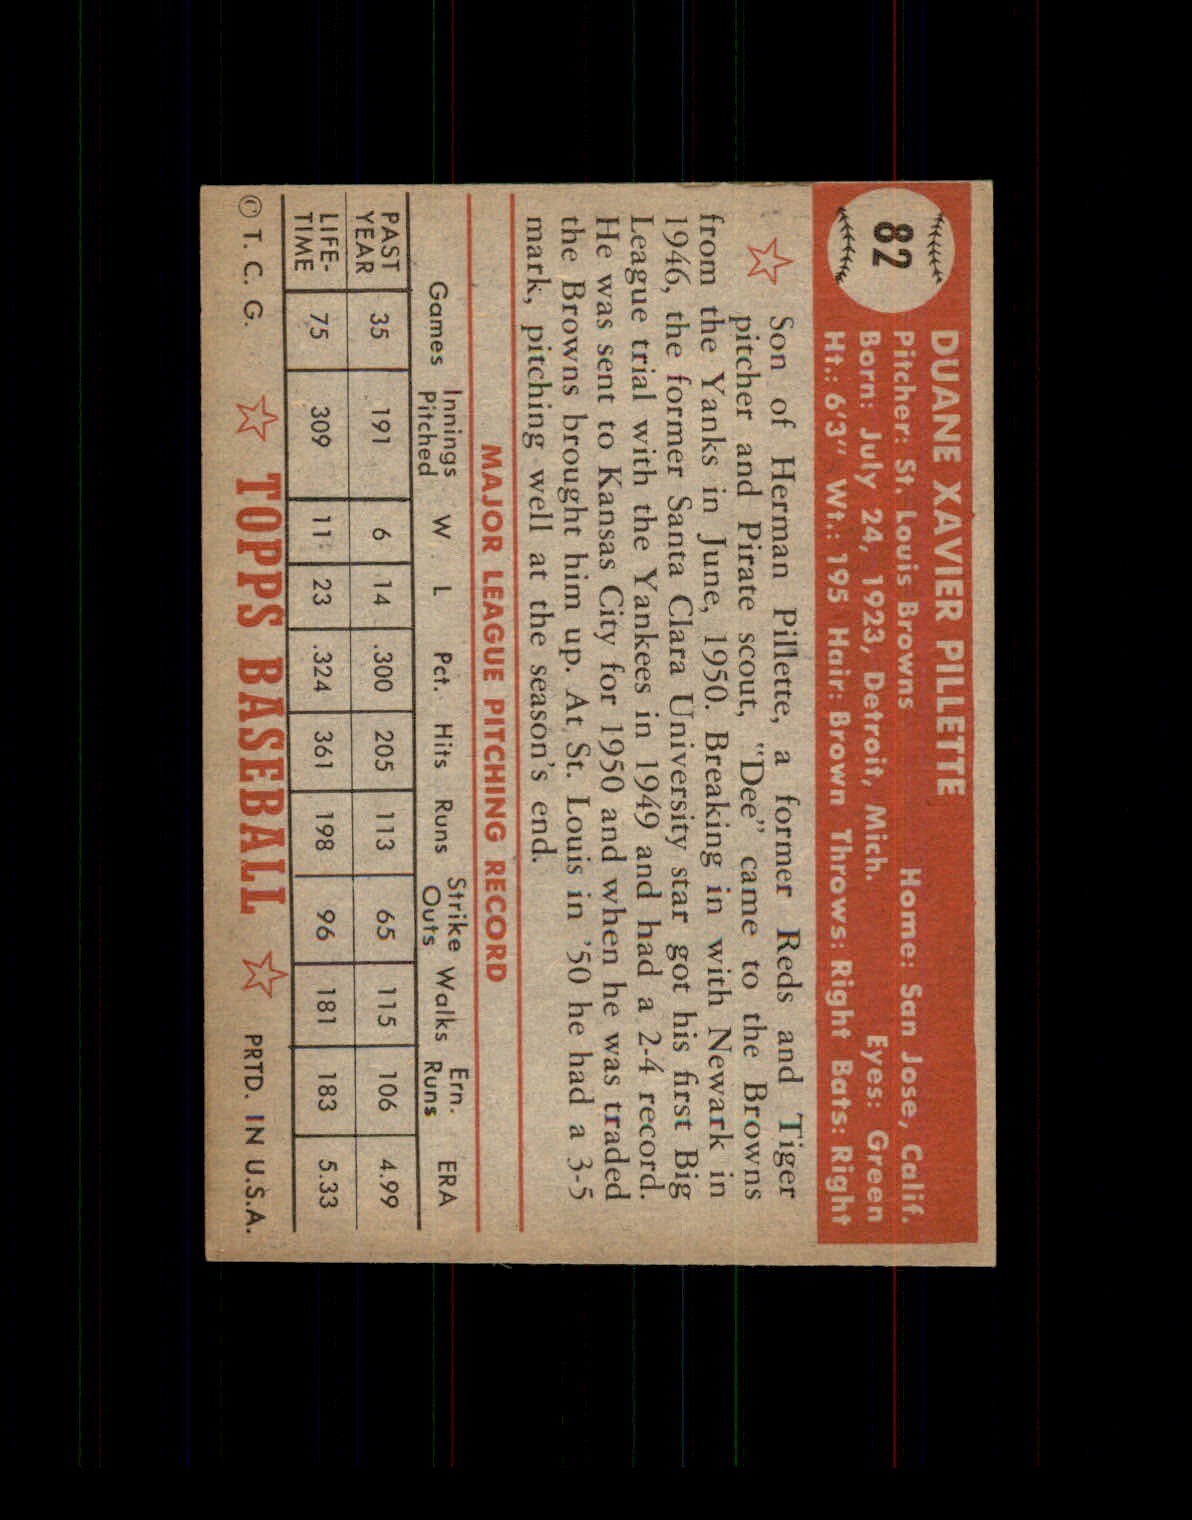 82
DUANE XAVIER PILLETTE
Pitcher: St. Louis Browns Home: San Jose, Calif.
Born: July 24, 1923, Detroit, Mich. Eyes: Green
Ht.: 6'3" Wt.: 195 Hair: Brown Throws: Right Bats: Right
Son of Herman Pillette, a former Reds and Tiger
pitcher and Pirate scout, "Dee" came to the Browns
from the Yanks in June, 1950. Breaking in with Newark in
1946, the former Santa Clara University star got his first Big
League trial with the Yankees in 1949 and had a 2-4 record.
He was sent to Kansas City for 1950 and when he was traded
the Browns brought him up. At St. Louis in '50 he had a 3-5
mark, pitching well at the season's end.
MAJOR LEAGUE PITCHING RECORD
Games Innings Pitched W L Pct. Hits Runs Strike Outs Walks Ern. Runs ERA
PAST YEAR 35 191 6 14 .300 205 113 65 115 106 4.99
LIFE-TIME 75 309 11 23 .324 361 198 96 181 183 5.33
© T. C. G. TOPPS BASEBALL PRTD. IN U.S.A.